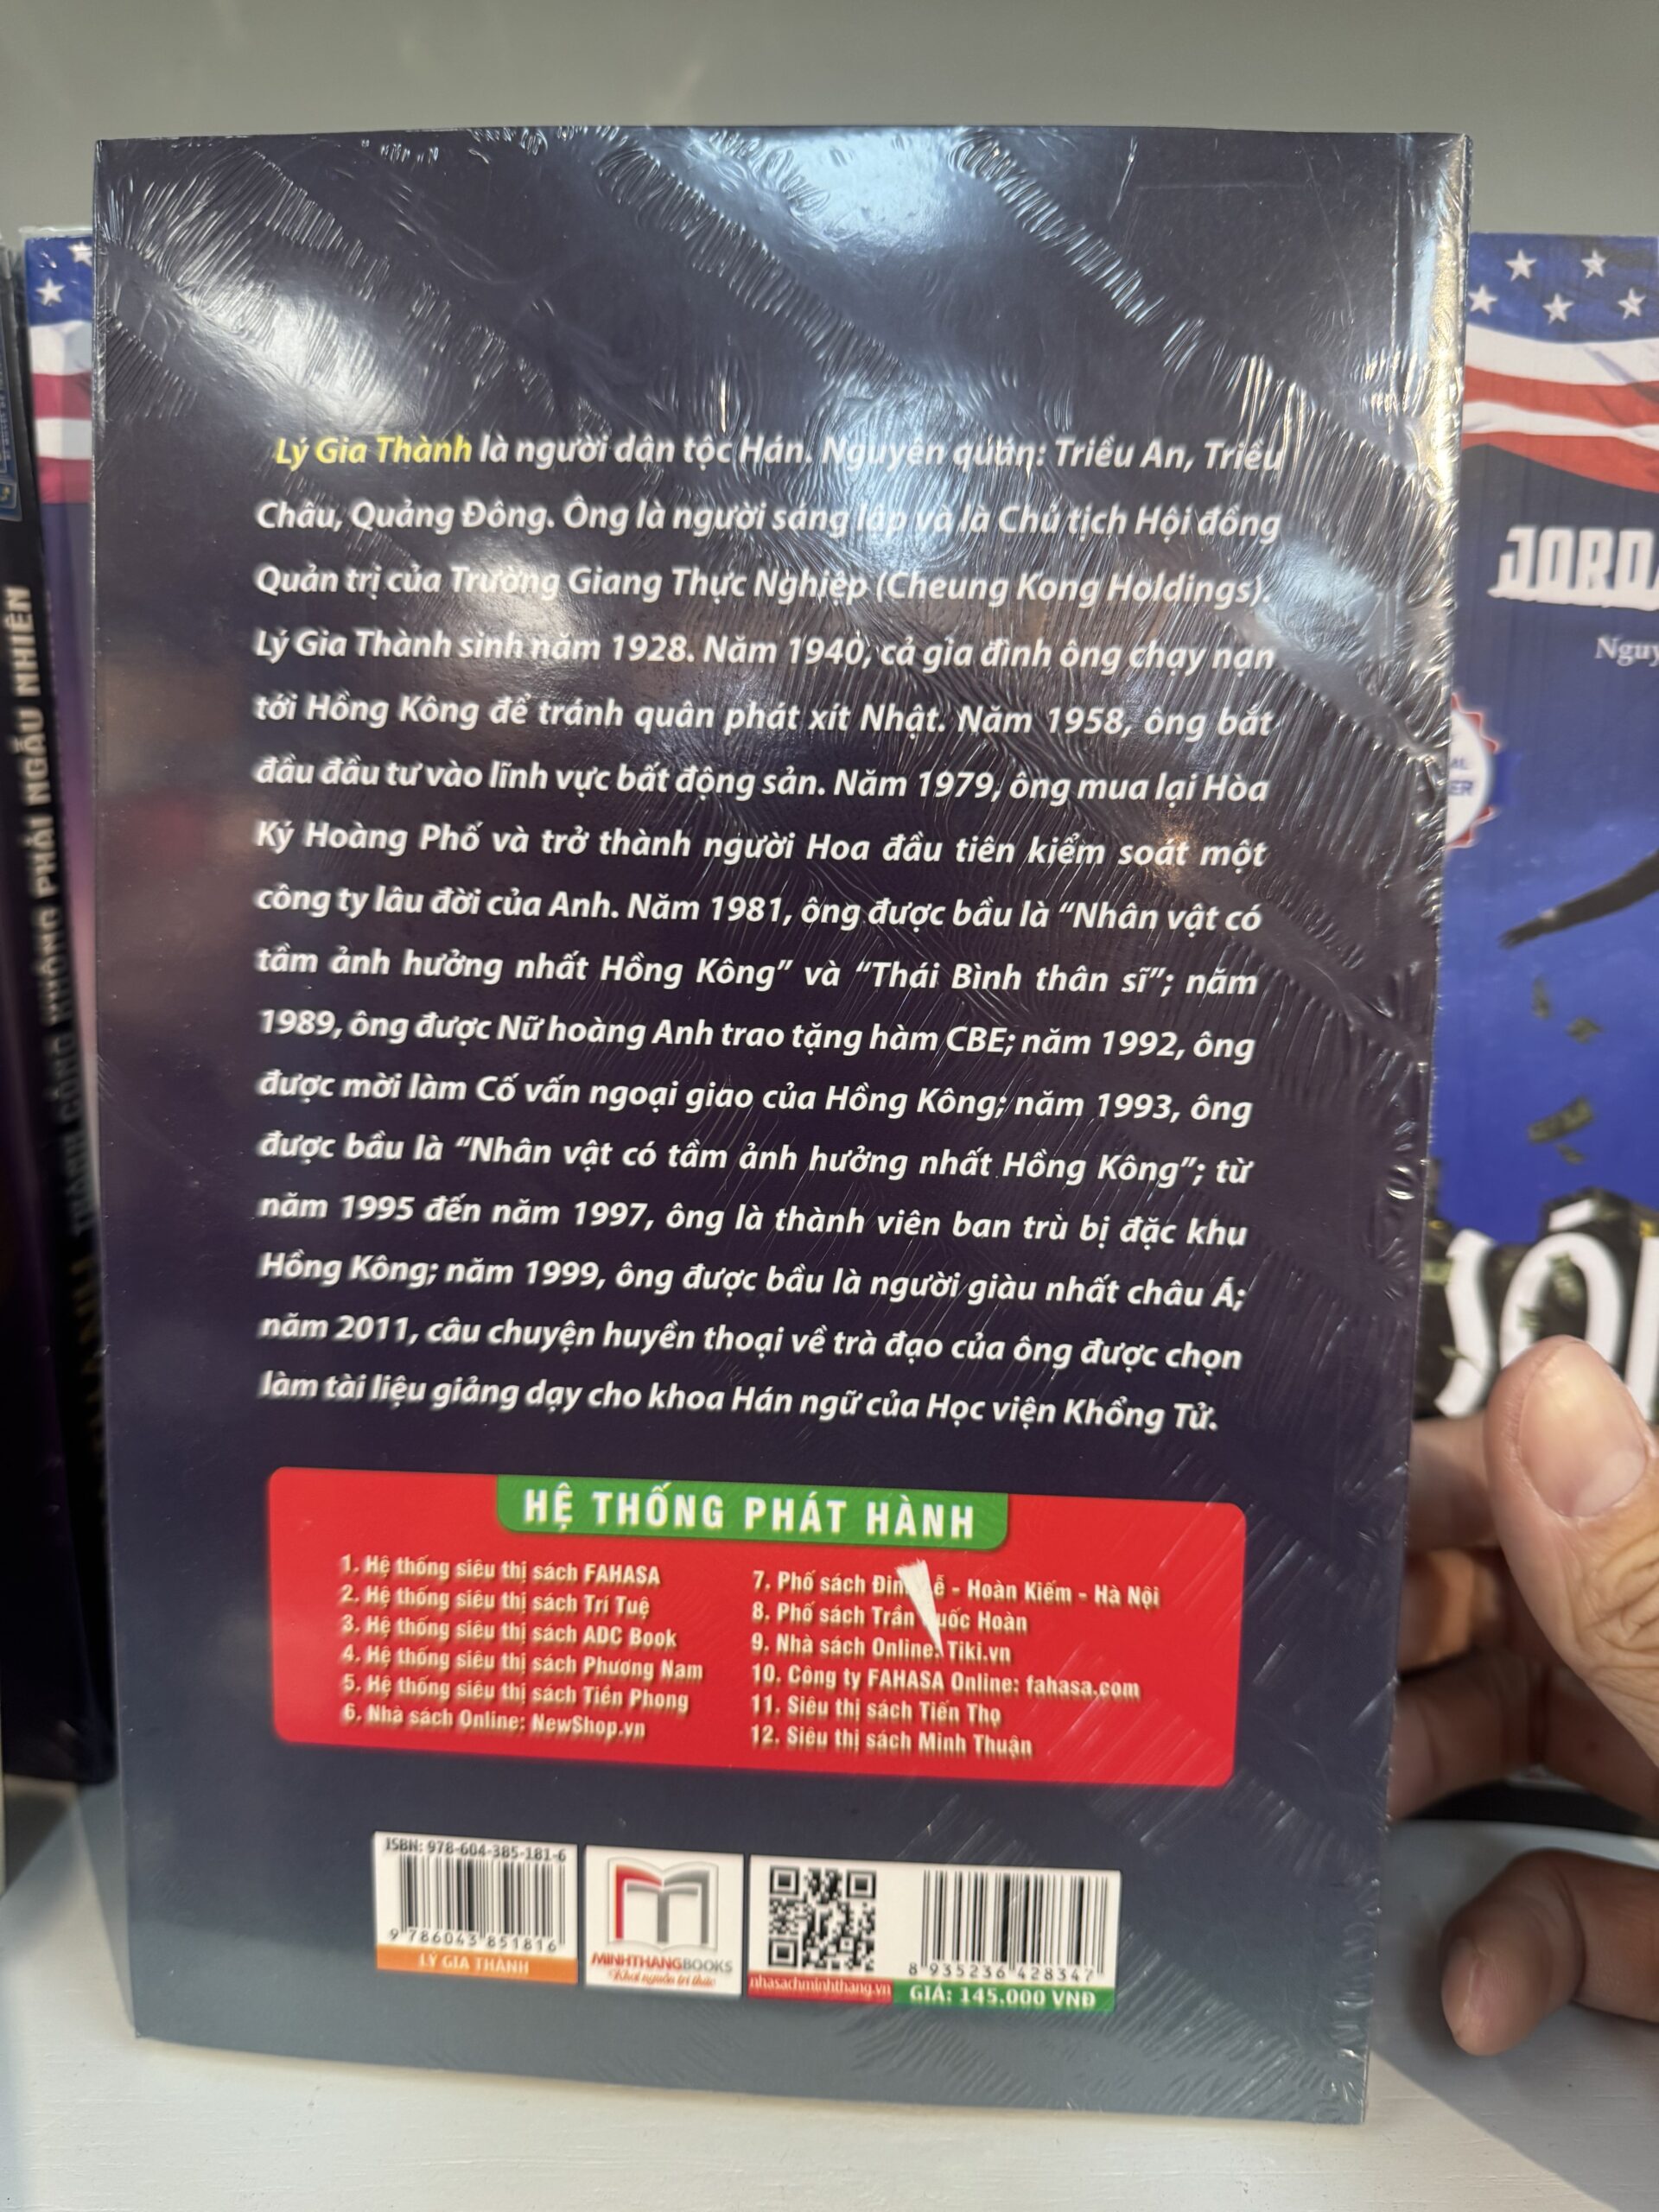 Lý Gia Thành là người dân tộc Hán. Nguyên quán: Triều An, Triều
Châu, Quảng Đông. Ông là người sáng lập và là Chủ tịch Hội đồng
Quản trị của Trường Giang Thực Nghiệp (Cheung Kong Holdings).
Lý Gia Thành sinh năm 1928. Năm 1940, cả gia đình ông chạy nạn
tới Hồng Kông để tránh quân phát xít Nhật. Năm 1958, ông bắt
đầu đầu tư vào lĩnh vực bất động sản. Năm 1979, ông mua lại Hòa
Ký Hoàng Phố và trở thành người Hoa đầu tiên kiểm soát một
công ty lâu đời của Anh. Năm 1981, ông được bầu là “Nhân vật có
tầm ảnh hưởng nhất Hồng Kông” và “Thái Bình thân sĩ”; năm
1989, ông được Nữ hoàng Anh trao tặng hàm CBE; năm 1992, ông
được mời làm Cố vấn ngoại giao của Hồng Kông; năm 1993, ông
được bầu là “Nhân vật có tầm ảnh hưởng nhất Hồng Kông”; từ
năm 1995 đến năm 1997, ông là thành viên ban trù bị đặc khu
Hồng Kông; năm 1999, ông được bầu là người giàu nhất châu Á;
năm 2011, câu chuyện huyền thoại về trà đạo của ông được chọn
làm tài liệu giảng dạy cho khoa Hán ngữ của Học viện Khổng Tử.
HỆ THỐNG PHÁT HÀNH
1. Hệ thống siêu thị sách FAHASA
2. Hệ thống siêu thị sách Trí Tuệ
3. Hệ thống siêu thị sách ADC Book
4. Hệ thống siêu thị sách Phương Nam
5. Hệ thống siêu thị sách Tiền Phong
6. Nhà sách Online: NewShop.vn
7. Phố sách - Hoàn Kiếm - Hà Nội
8. Phố sách Trần Hoàn
9. Nhà sách Online: Tiki.vn
10. Công ty FAHASA Online: fahasa.com
11. Siêu thị sách Tiến Thọ
12. Siêu thị sách Minh Thuận
ISBN: 978-604-385-181-6
9 786043 851816
LÝ GIA THÀNH
MINHTHANGBOOKS
Khơi nguồn tri thức
nhasachminhthang.vn
8 935236 428347
GIÁ: 145.000 VNĐ
THÀNH CÔNG KHÔNG PHẢI NGẪU NHIÊN